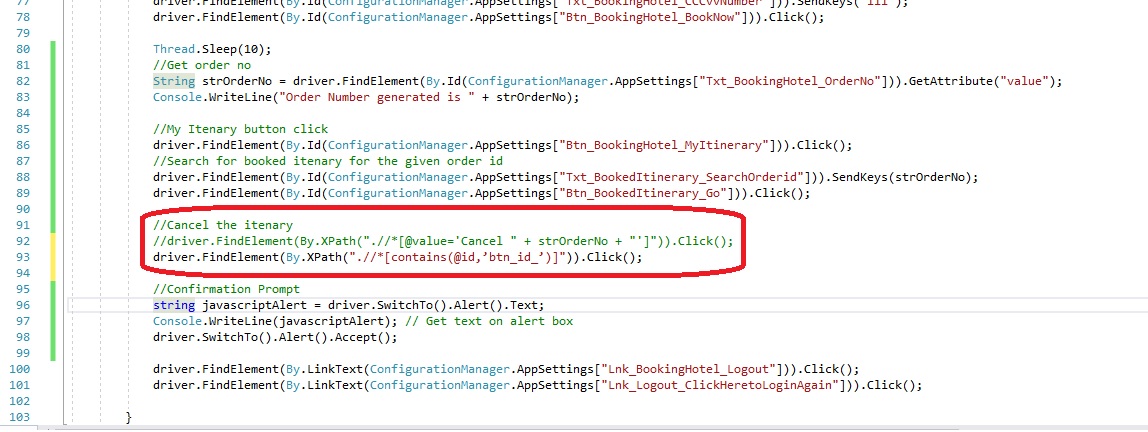 77 driver.FindElement(By.Id(ConfigurationManager.AppSettings["Txt_BookingHotel_CCCvvNumber"])).SendKeys("111");
78 driver.FindElement(By.Id(ConfigurationManager.AppSettings["Btn_BookingHotel_BookNow"])).Click();
79
80 Thread.Sleep(10);
81 //Get order no
82 String strOrderNo = driver.FindElement(By.Id(ConfigurationManager.AppSettings["Txt_BookingHotel_OrderNo"])).GetAttribute("value");
83 Console.WriteLine("Order Number generated is " + strOrderNo);
84
85 //My Itenary button click
86 driver.FindElement(By.Id(ConfigurationManager.AppSettings["Btn_BookingHotel_MyItinerary"])).Click();
87 //Search for booked itenary for the given order id
88 driver.FindElement(By.Id(ConfigurationManager.AppSettings["Txt_BookedItinerary_SearchOrderid"])).SendKeys(strOrderNo);
89 driver.FindElement(By.Id(ConfigurationManager.AppSettings["Btn_BookedItinerary_Go"])).Click();
90
91 //Cancel the itenary
92 //driver.FindElement(By.XPath(".//*[@value='Cancel " + strOrderNo + "']")).Click();
93 driver.FindElement(By.XPath(".//*[contains(@id,’btn_id_’)]")).Click();
94
95 //Confirmation Prompt
96 string javascriptAlert = driver.SwitchTo().Alert().Text;
97 Console.WriteLine(javascriptAlert); // Get text on alert box
98 driver.SwitchTo().Alert().Accept();
99
100 driver.FindElement(By.LinkText(ConfigurationManager.AppSettings["Lnk_BookingHotel_Logout"])).Click();
101 driver.FindElement(By.LinkText(ConfigurationManager.AppSettings["Lnk_Logout_ClickHeretoLoginAgain"])).Click();
102
103 }